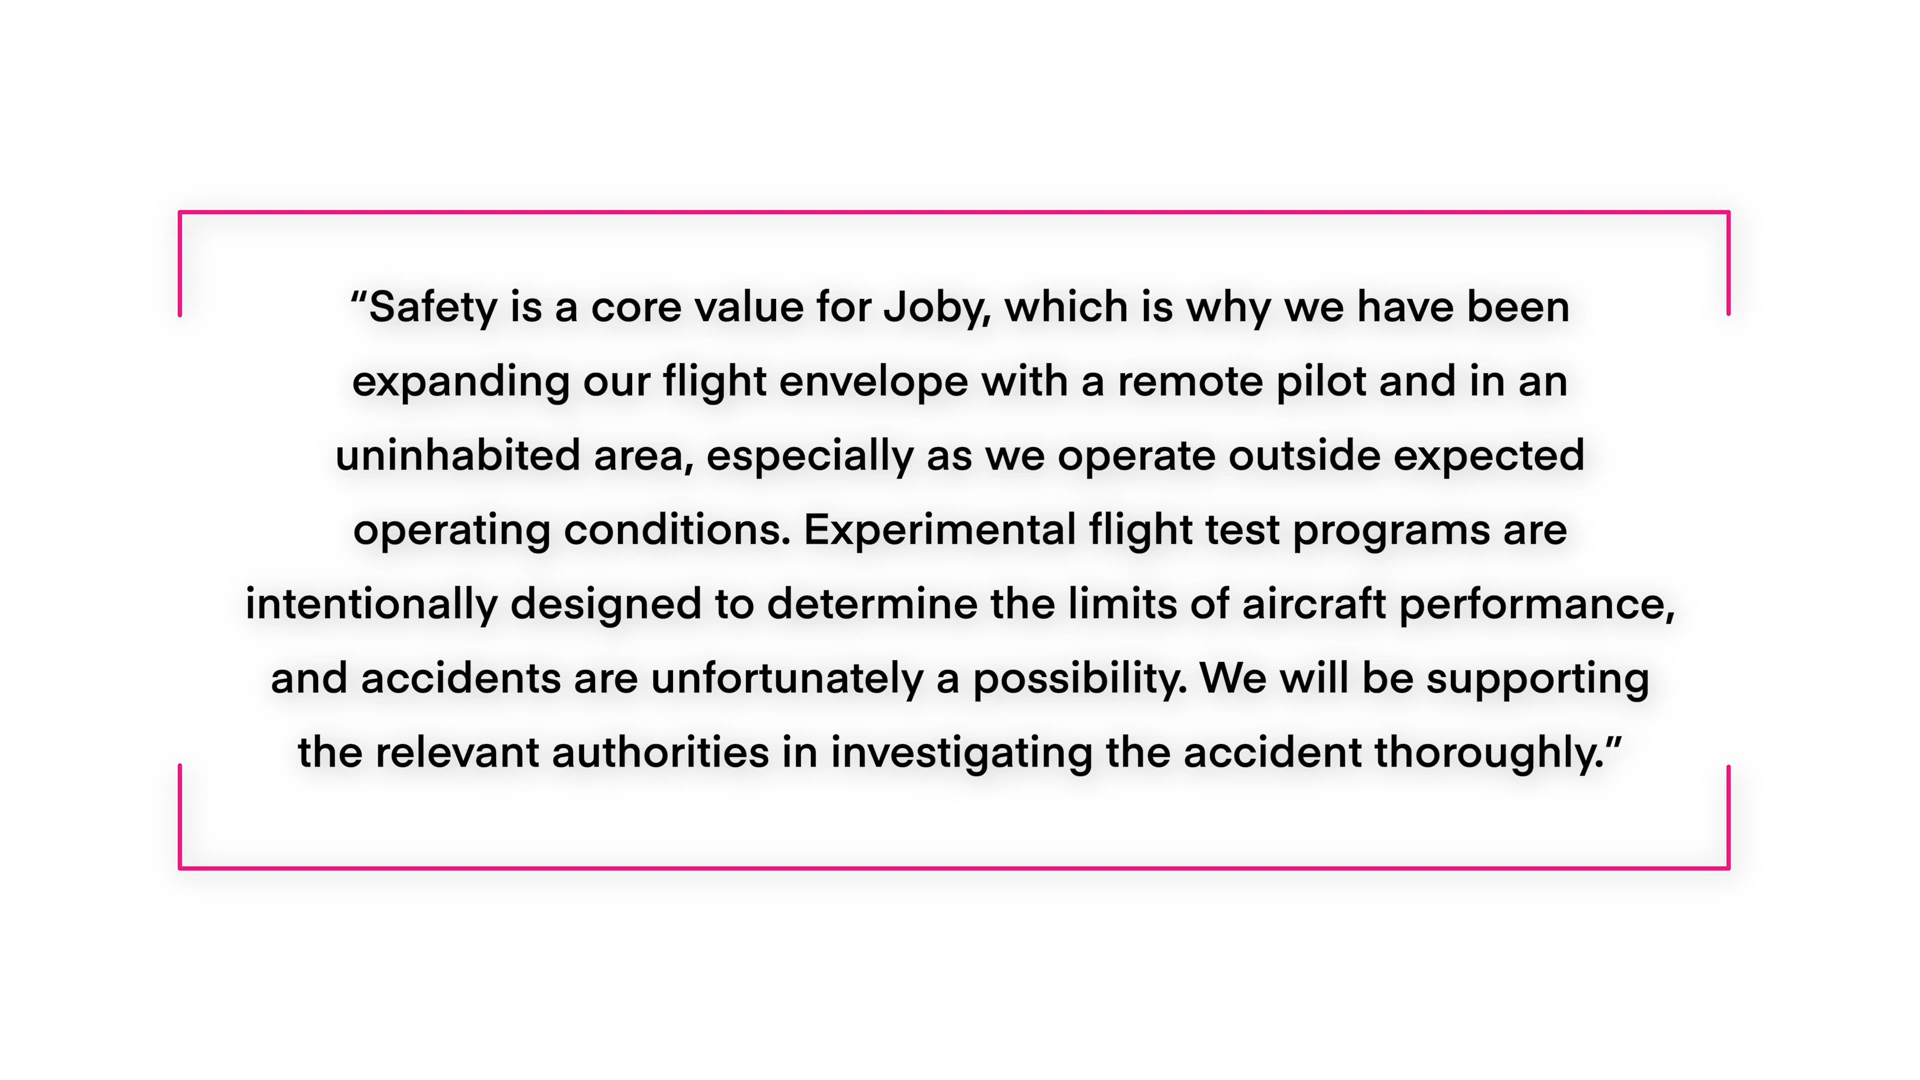 “Safety is a core value for Joby, which is why we have been
expanding our flight envelope with a remote pilot and in an
uninhabited area, especially as we operate outside expected
operating conditions. Experimental flight test programs are
intentionally designed to determine the limits of aircraft performance,
and accidents are unfortunately a possibility. We will be supporting
the relevant authorities in investigating the accident thoroughly.”